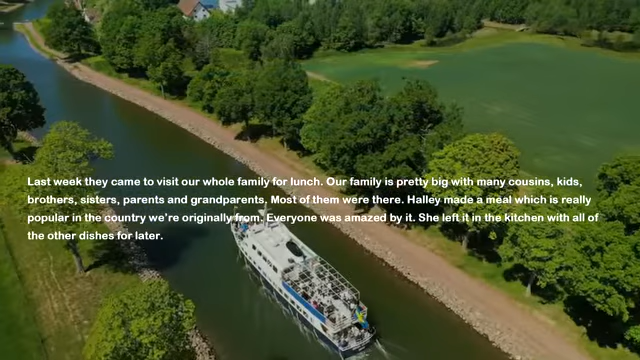 Last week they came to visit our whole family for lunch. Our family is pretty big with many cousins, kids,
brothers, sisters, parents and grandparents. Most of them were there. Halley made a meal which is really
popular in the country we're originally from. Everyone was amazed by it. She left it in the kitchen with all of
the other dishes for later.